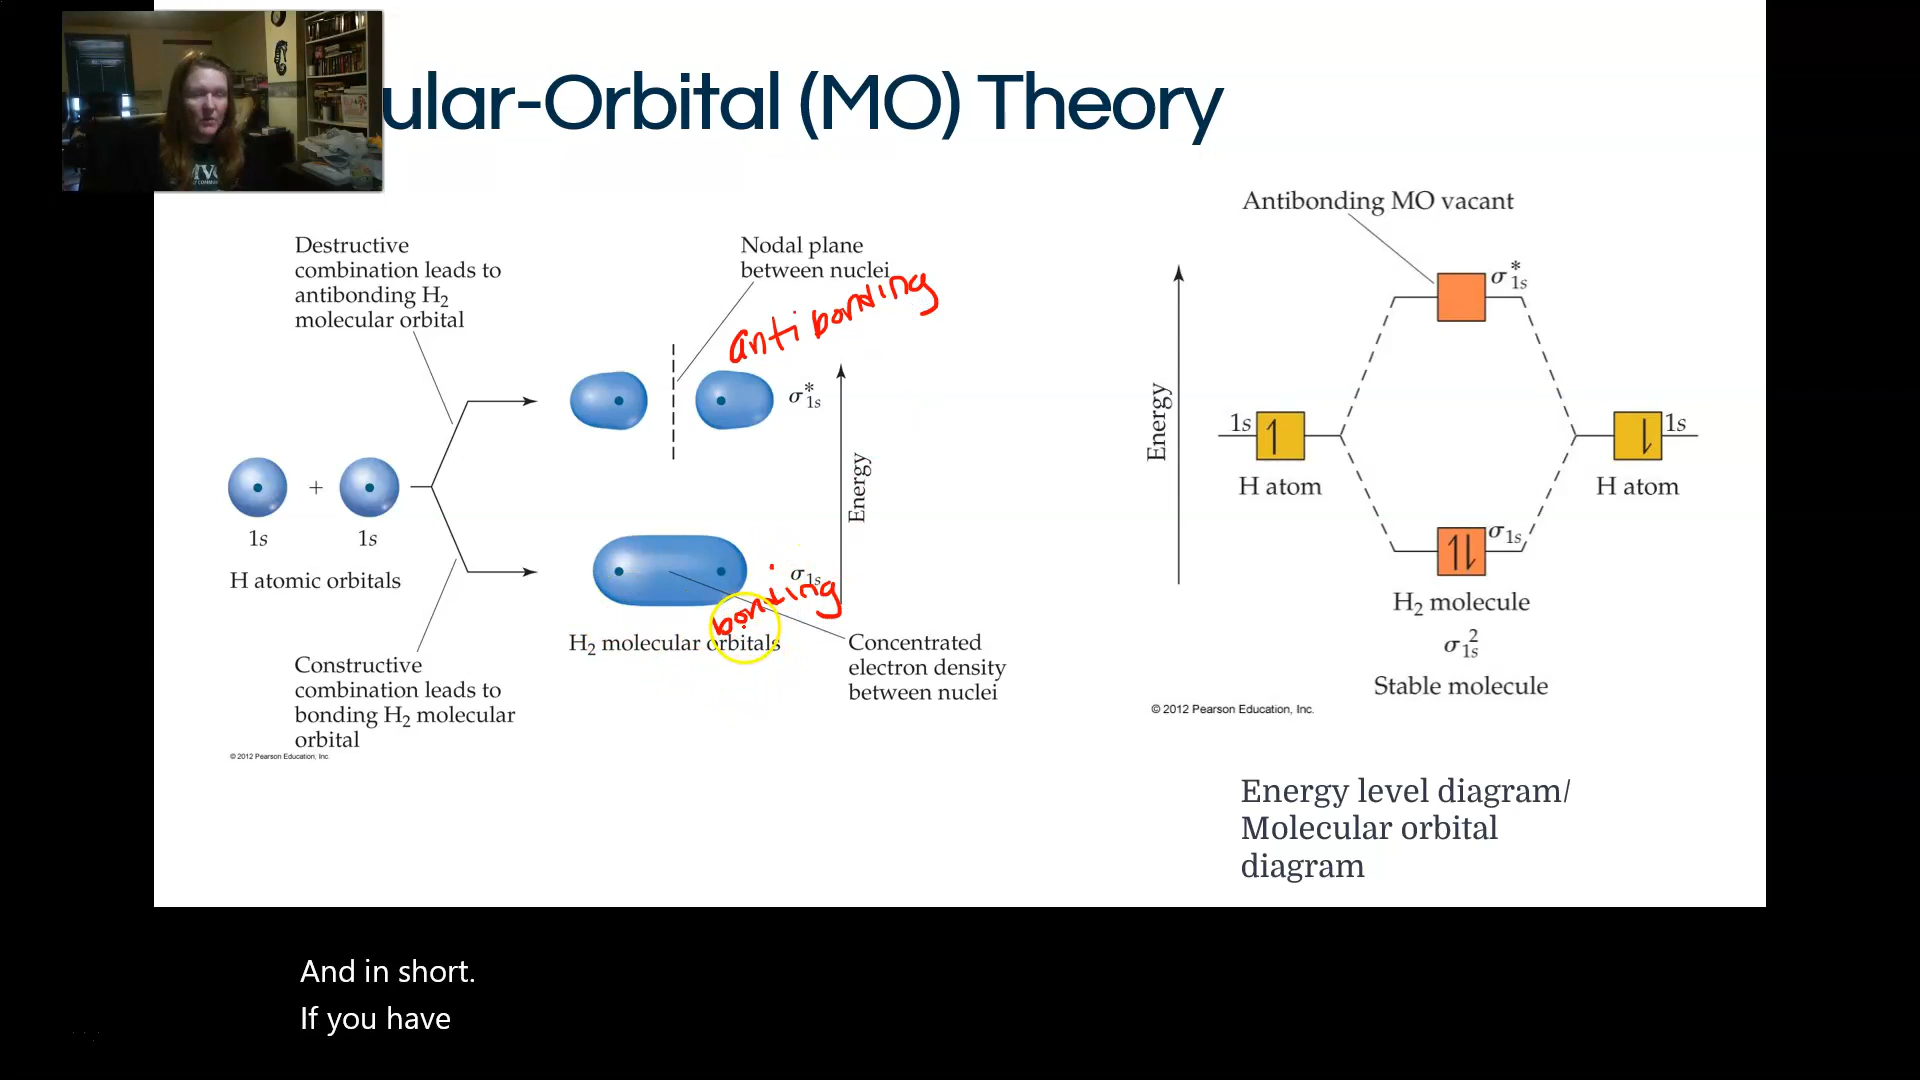 ular-Orbital (MO) Theory
Destructive
combination leads to
antibonding H₂
molecular orbital
Nodal plane
between nuclei
antibonding
σ*1s
Energy
+
1s 1s
H atomic orbitals
σ1s
bonding
H₂ molecular orbitals
Concentrated
electron density
between nuclei
Constructive
combination leads to
bonding H₂ molecular
orbital
© 2012 Pearson Education, Inc.
Antibonding MO vacant
σ*1s
Energy
1s 1s
H atom H atom
σ1s
H₂ molecule
σ²1s
Stable molecule
© 2012 Pearson Education, Inc.
Energy level diagram/
Molecular orbital
diagram
And in short.
If you have